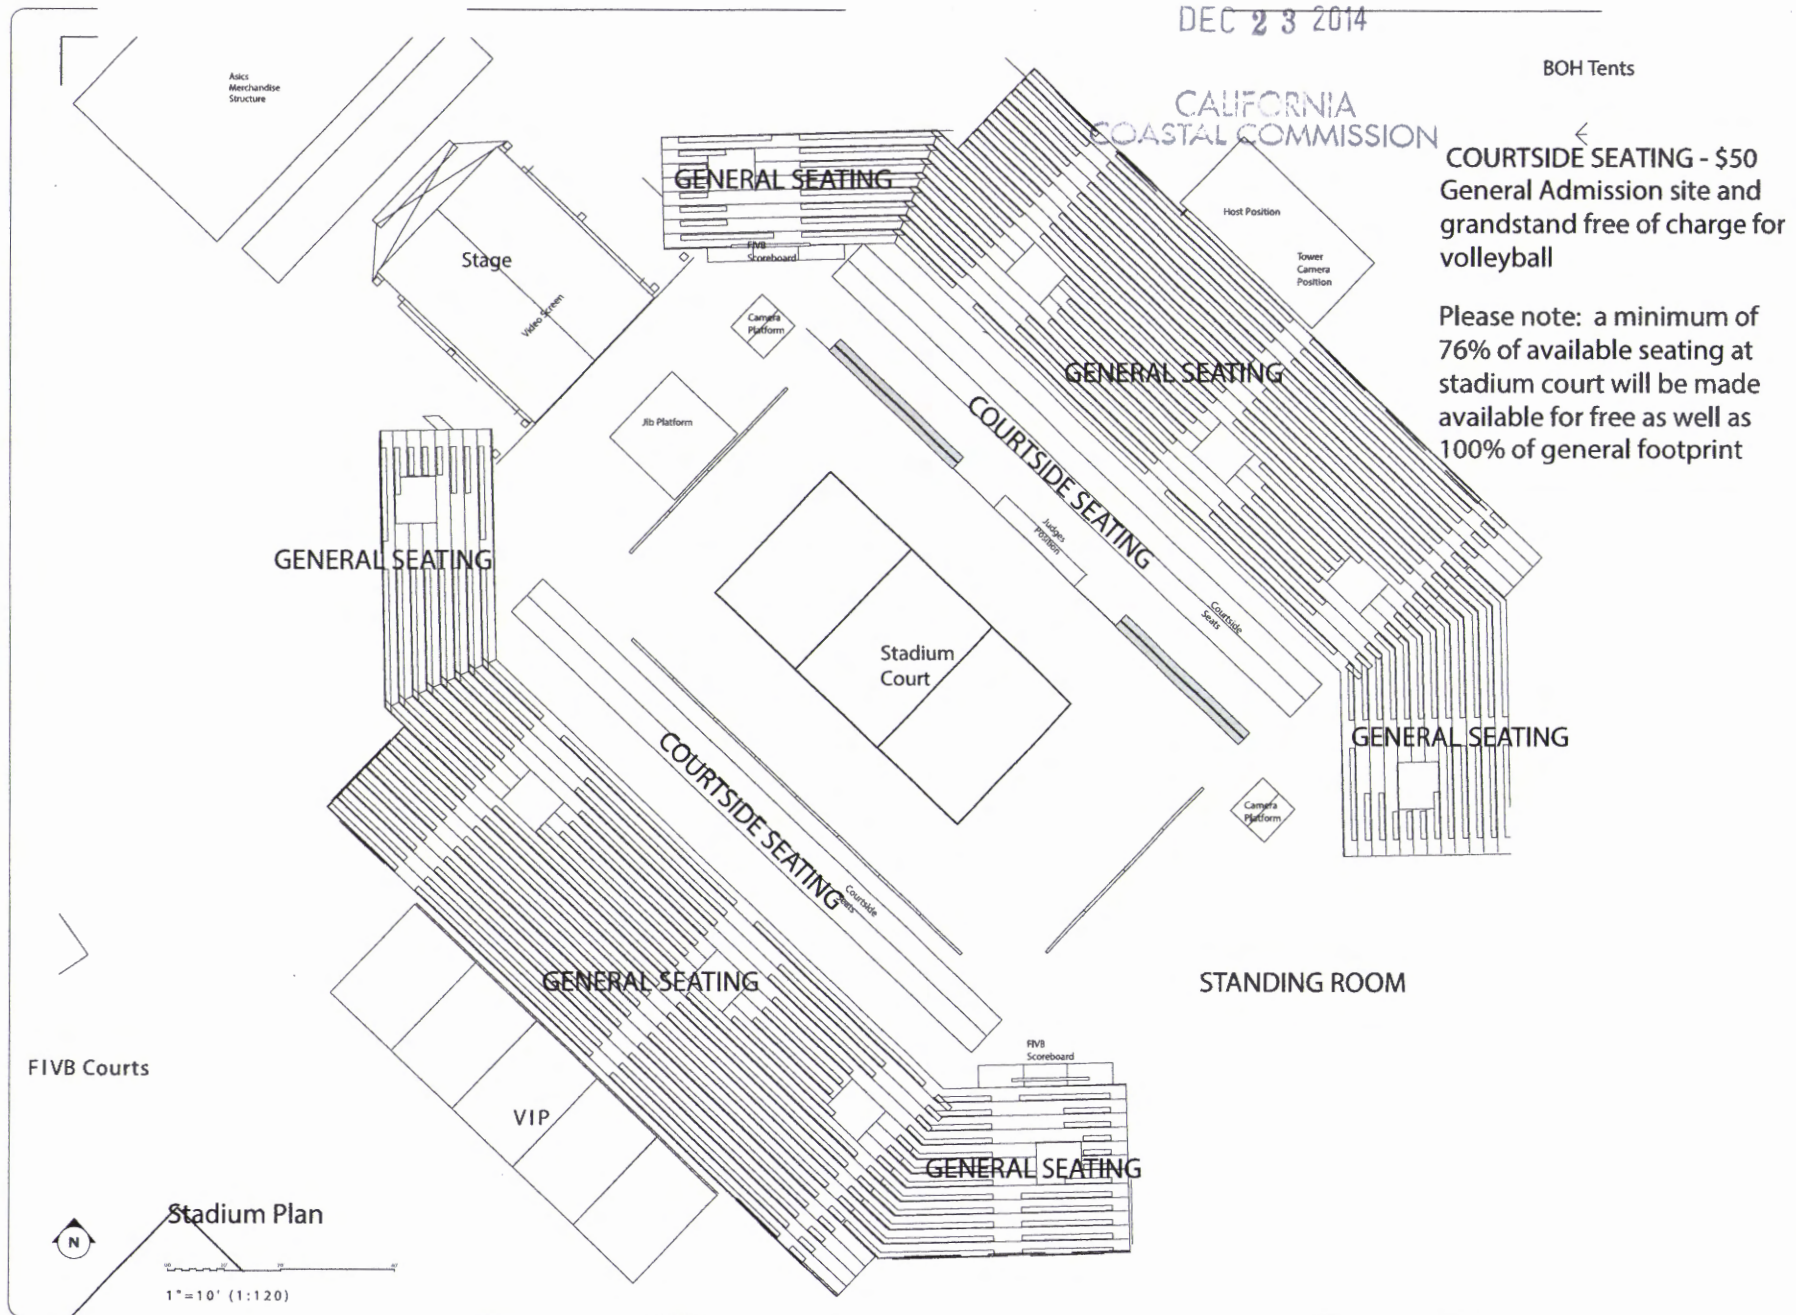 DEC 2 3 2014
CALIFORNIA
COASTAL COMMISSION
BOH Tents
Asics
Merchandise
Structure
COURTSIDE SEATING - $50
General Admission site and
grandstand free of charge for
volleyball
Please note: a minimum of
76% of available seating at
stadium court will be made
available for free as well as
100% of general footprint
GENERAL SEATING
FIVB
Scoreboard
Host Position
Tower
Camera
Position
Stage
Video Screen
Camera
Platform
GENERAL SEATING
Jib Platform
COURTSIDE SEATING
Judges
Position
Courtside
Seats
GENERAL SEATING
Stadium
Court
GENERAL SEATING
COURTSIDE SEATING
Courtside
Seats
Camera
Platform
GENERAL SEATING
STANDING ROOM
FIVB
Scoreboard
FIVB Courts
VIP
GENERAL SEATING
Stadium Plan
N
1"=10' (1:120)